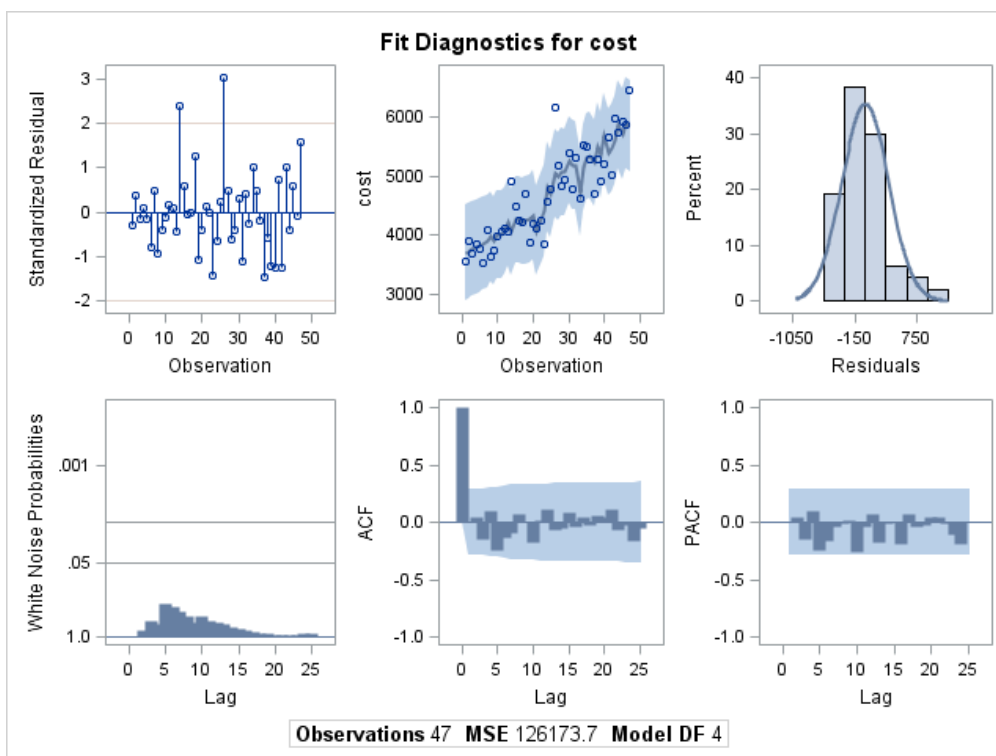 Fit Diagnostics for cost
Standardized Residual
3
2
1
0
-1
-2
0 10 20 30 40 50
Observation
cost
6000
5000
4000
3000
0 10 20 30 40 50
Observation
Percent
40
30
20
10
0
-1050 -150 750
Residuals
White Noise Probabilities
.001
.05
1.0
0 5 10 15 20 25
Lag
ACF
1.0
0.5
0.0
-0.5
-1.0
0 5 10 15 20 25
Lag
PACF
1.0
0.5
0.0
-0.5
-1.0
0 5 10 15 20 25
Lag
Observations 47 MSE 126173.7 Model DF 4